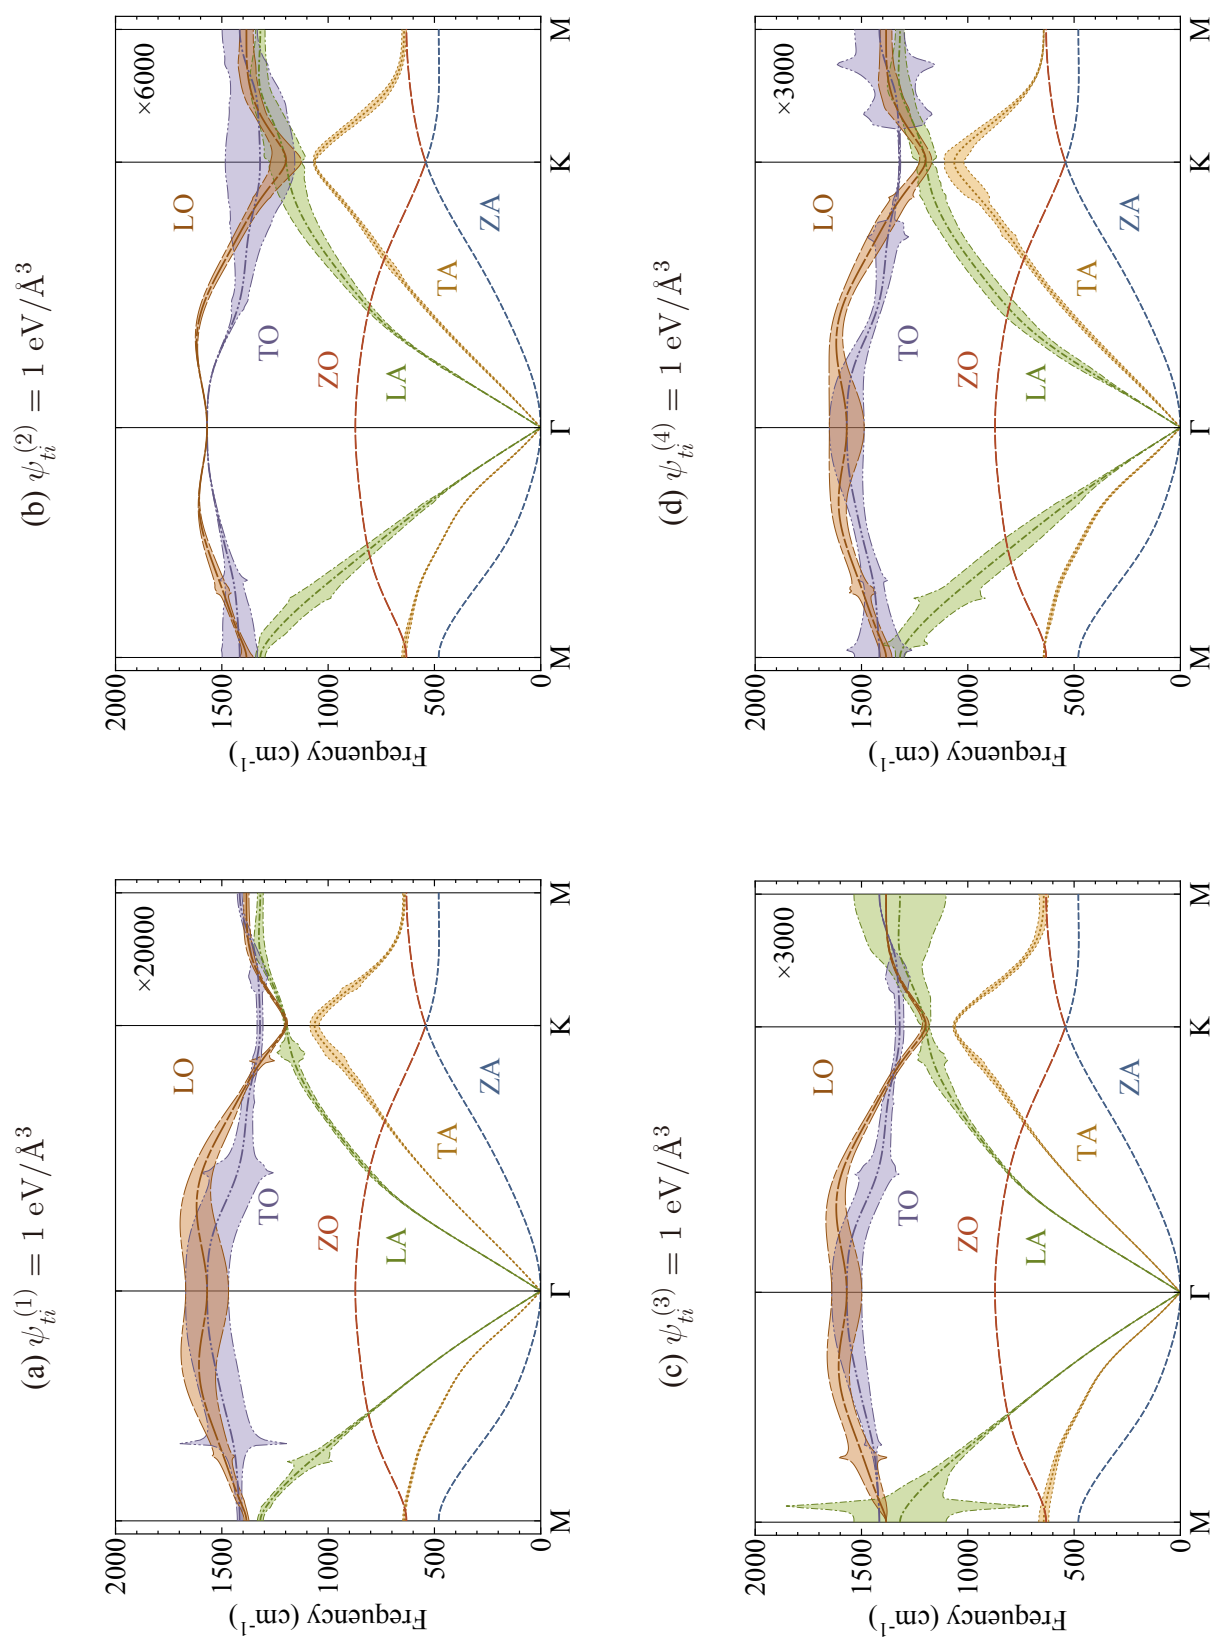 (a) ψ_{ti}^{(1)} = 1 eV/Å^3
×20000
2000
1500
1000
500
0
Frequency (cm^{-1})
LO
TO
ZO
LA
TA
ZA
M
Γ
K
M
(b) ψ_{ti}^{(2)} = 1 eV/Å^3
×6000
2000
1500
1000
500
0
Frequency (cm^{-1})
LO
TO
ZO
LA
TA
ZA
M
Γ
K
M
(c) ψ_{ti}^{(3)} = 1 eV/Å^3
×3000
2000
1500
1000
500
0
Frequency (cm^{-1})
LO
TO
ZO
LA
TA
ZA
M
Γ
K
M
(d) ψ_{ti}^{(4)} = 1 eV/Å^3
×3000
2000
1500
1000
500
0
Frequency (cm^{-1})
LO
TO
ZO
LA
TA
ZA
M
Γ
K
M